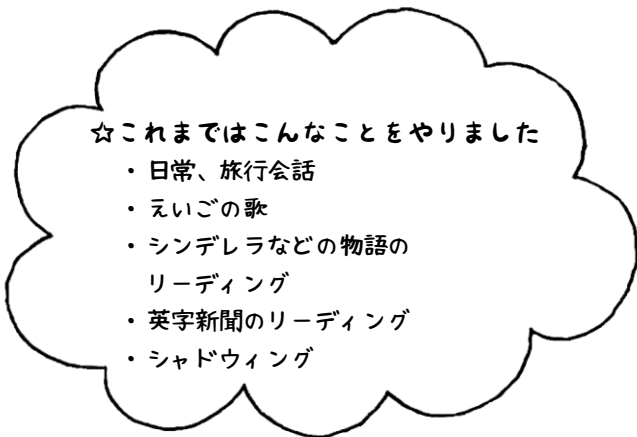 ☆これまではこんなことをやりました
・日常、旅行会話
・えいごの歌
・シンデレラなどの物語の
リーディング
・英字新聞のリーディング
・シャドウィング